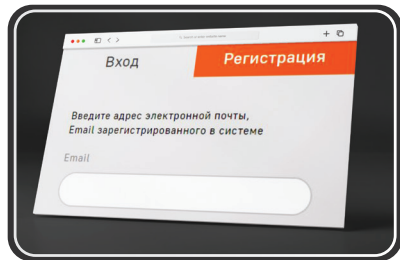 Вход
Регистрация
Введите адрес электронной почты,
Email зарегистрированного в системе
Email